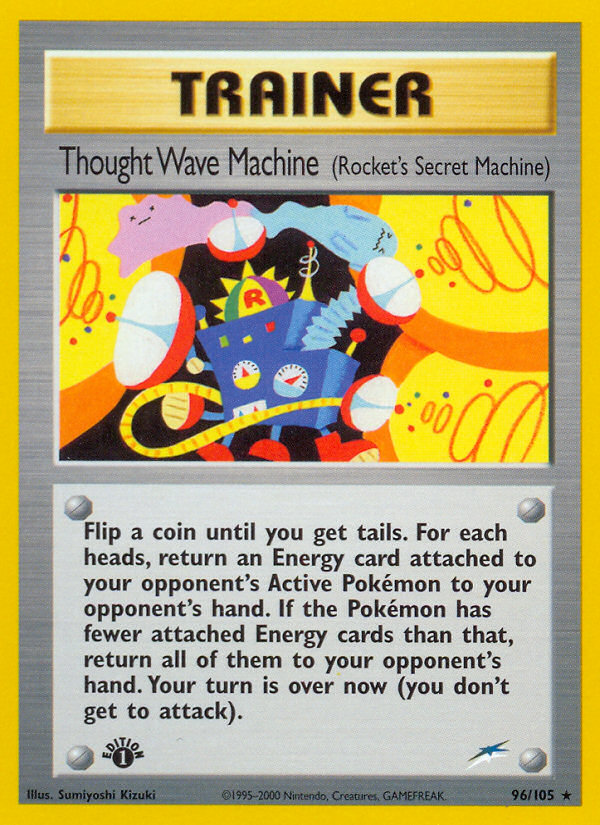 TRAINER
Thought Wave Machine (Rocket's Secret Machine)
R
Flip a coin until you get tails. For each
heads, return an Energy card attached to
your opponent's Active Pokémon to your
opponent's hand. If the Pokémon has
fewer attached Energy cards than that,
return all of them to your opponent's
hand. Your turn is over now (you don't
get to attack).
EDITION
1
Illus. Sumiyoshi Kizuki ©1995-2000 Nintendo, Creatures, GAMEFREAK. 96/105 ★